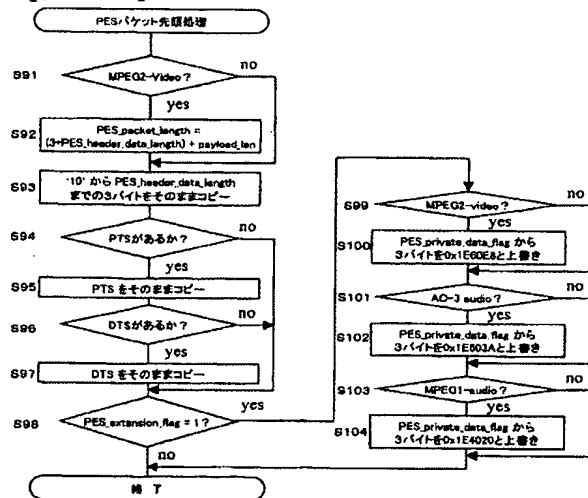 PESパケット先頭処理
S91
MPEG2-Video?
no
yes
S92
PES_packet_length =
(3+PES_header_data_length) + payload_len
S93
'10' から PES_header_data_length
までの3バイトをそのままコピー
S94
PTSがあるか?
no
yes
S95
PTS をそのままコピー
S96
DTSがあるか?
no
yes
S97
DTS をそのままコピー
S98
PES_extansion_flag = 1?
yes
no
終了
S99
MPEG2-video?
no
yes
S100
PES_private_data_flag から
3バイトを0x1E60E8と上書き
S101
AC-3 audio?
no
yes
S102
PES_private_data_flag から
3バイトを0x1E603Aと上書き
S103
MPEG1-audio?
no
yes
S104
PES_private_data_flag から
3バイトを0x1E4020と上書き